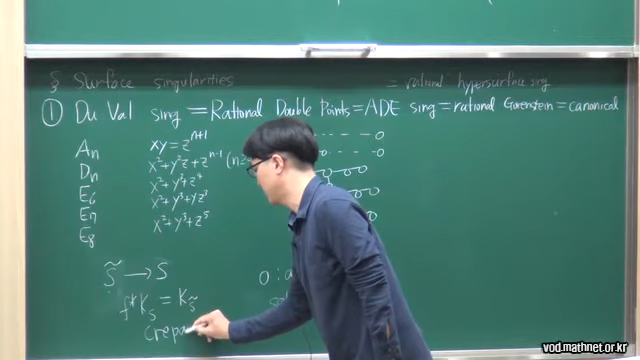 § Surface singularities
= rational hypersurface sing
① Du Val sing = Rational Double Points = ADE sing = rational Gorenstein = canonical
Aₙ xy = zⁿ⁺¹
Dₙ x²+y²z+zⁿ⁻¹ (n≥
E₆ x²+y³+z⁴
E₇ x²+y³+yz³
E₈ x²+y³+z⁵
S̃ → S
f*K_S = K_S̃
crepa
vod.mathnet.or.kr